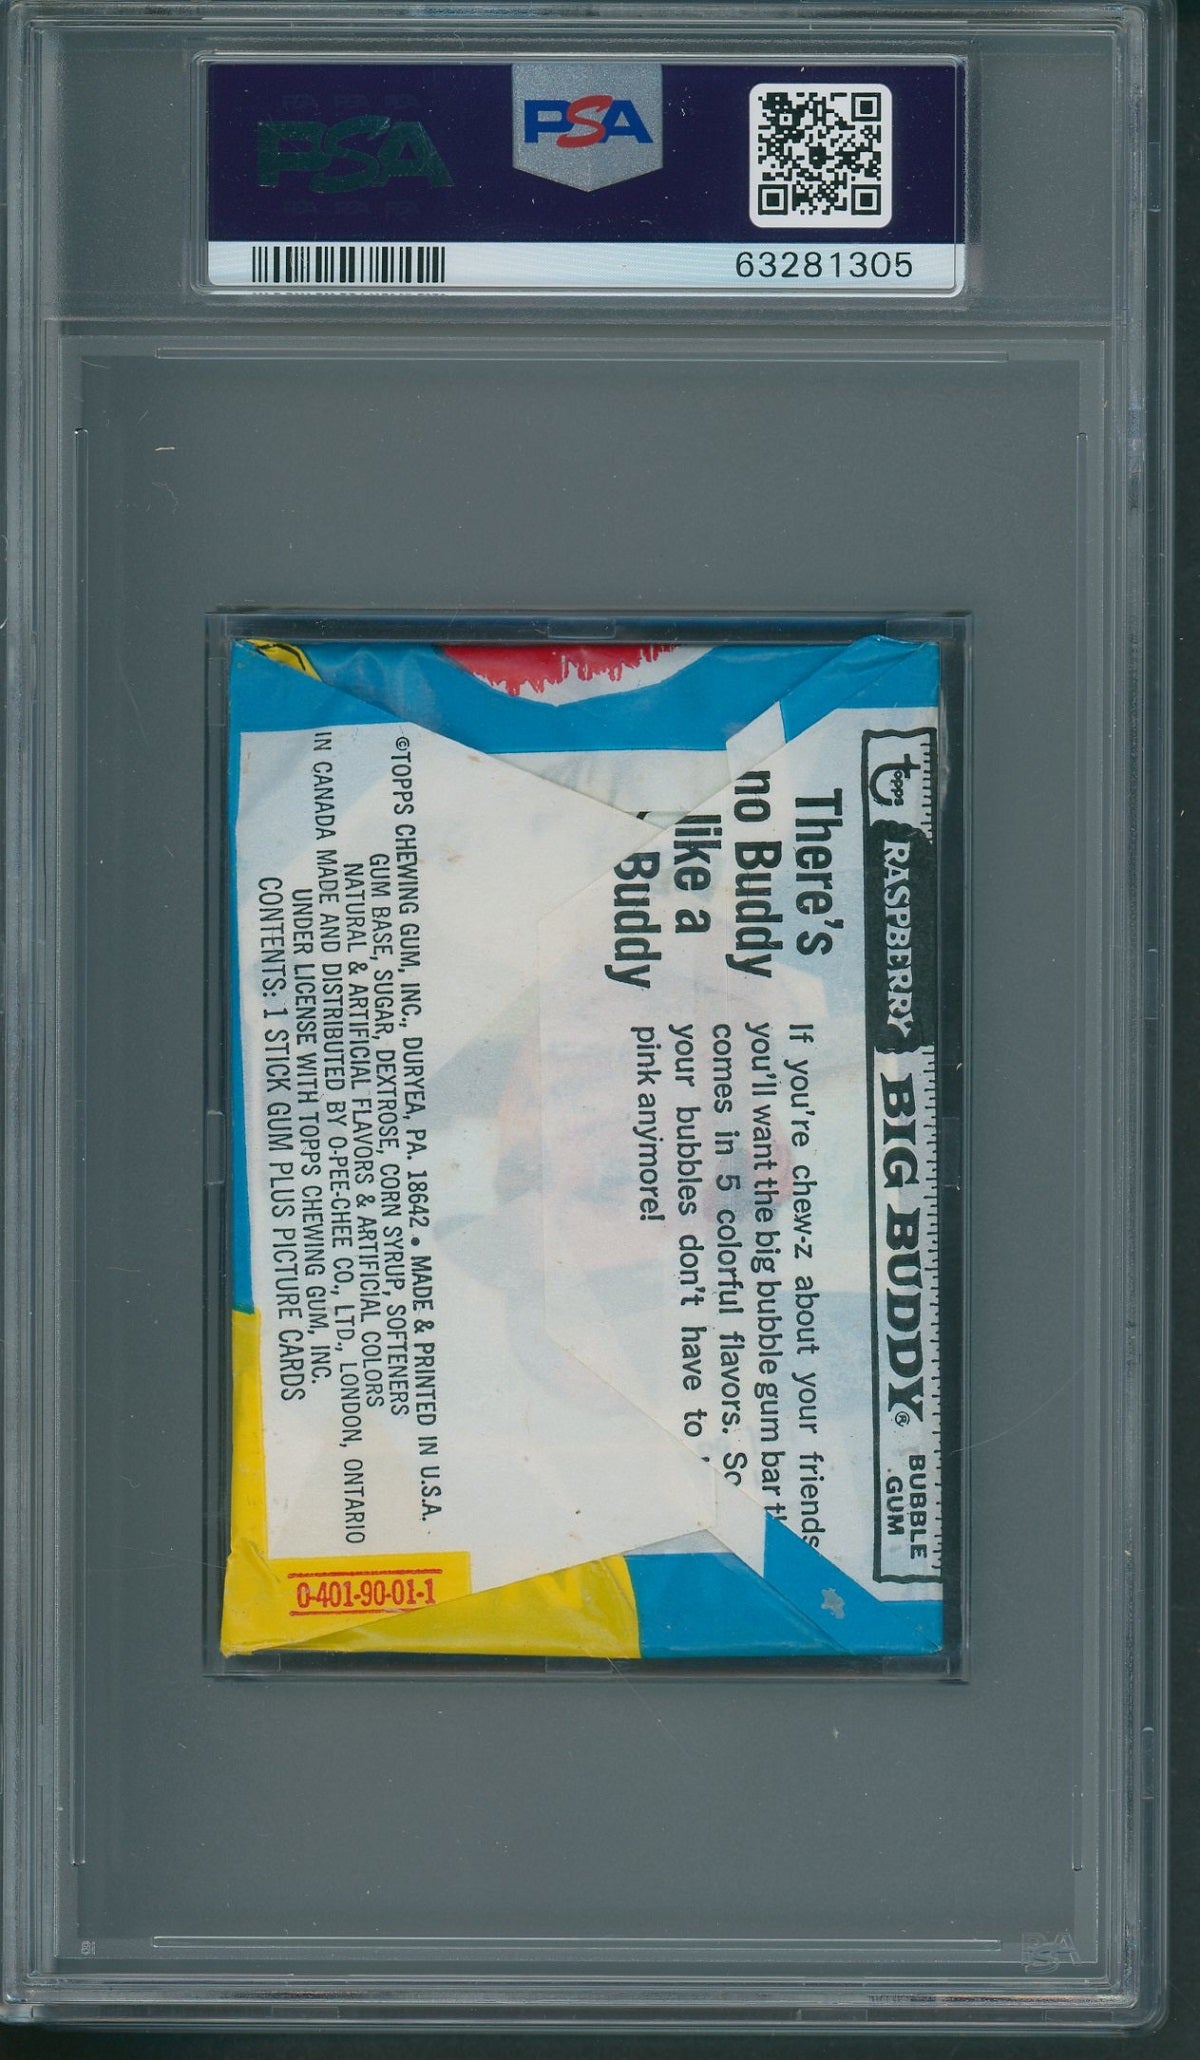 PSA
PSA
63281305
topps RASPBERRY BIG BUDDY® BUBBLE
GUM
There's
no Buddy
like a
Buddy
If you're chew-z about your friends
you'll want the big bubble gum bar
comes in 5 colorful flavors. So
your bubbles don't have to
pink anymore!
©TOPPS CHEWING GUM, INC., DURYEA, PA. 18642 • MADE & PRINTED IN U.S.A.
GUM BASE, SUGAR, DEXTROSE, CORN SYRUP, SOFTENERS
NATURAL & ARTIFICIAL FLAVORS & ARTIFICIAL COLORS
IN CANADA MADE AND DISTRIBUTED BY O-PEE-CHEE CO., LTD., LONDON, ONTARIO
UNDER LICENSE WITH TOPPS CHEWING GUM, INC.
CONTENTS: 1 STICK GUM PLUS PICTURE CARDS
0-401-90-01-1
PSA